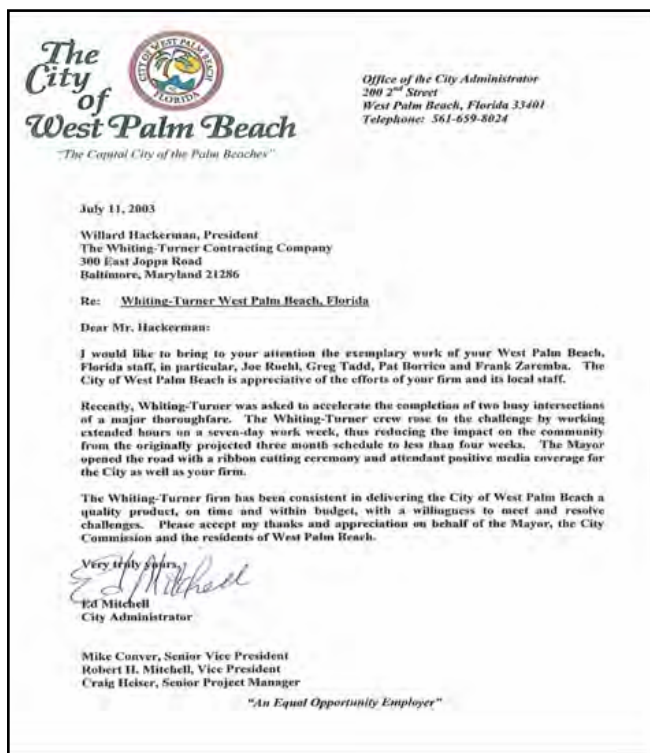 The
City
of
West Palm Beach
"The Capital City of the Palm Beaches"
CITY OF WEST PALM BEACH
FLORIDA
Office of the City Administrator
200 2nd Street
West Palm Beach, Florida 33401
Telephone: 561-659-8024
July 11, 2003
Willard Hackerman, President
The Whiting-Turner Contracting Company
300 East Joppa Road
Baltimore, Maryland 21286
Re: Whiting-Turner West Palm Beach, Florida
Dear Mr. Hackerman:
I would like to bring to your attention the exemplary work of your West Palm Beach,
Florida staff, in particular, Joe Ruehl, Greg Tadd, Pat Borrico and Frank Zaremba. The
City of West Palm Beach is appreciative of the efforts of your firm and its local staff.
Recently, Whiting-Turner was asked to accelerate the completion of two busy intersections
of a major thoroughfare. The Whiting-Turner crew rose to the challenge by working
extended hours on a seven-day work week, thus reducing the impact on the community
from the originally projected three month schedule to less than four weeks. The Mayor
opened the road with a ribbon cutting ceremony and attendant positive media coverage for
the City as well as your firm.
The Whiting-Turner firm has been consistent in delivering the City of West Palm Beach a
quality product, on time and within budget, with a willingness to meet and resolve
challenges. Please accept my thanks and appreciation on behalf of the Mayor, the City
Commission and the residents of West Palm Beach.
Very truly yours,
Ed Mitchell
Ed Mitchell
City Administrator
Mike Conver, Senior Vice President
Robert H. Mitchell, Vice President
Craig Heiser, Senior Project Manager
"An Equal Opportunity Employer"